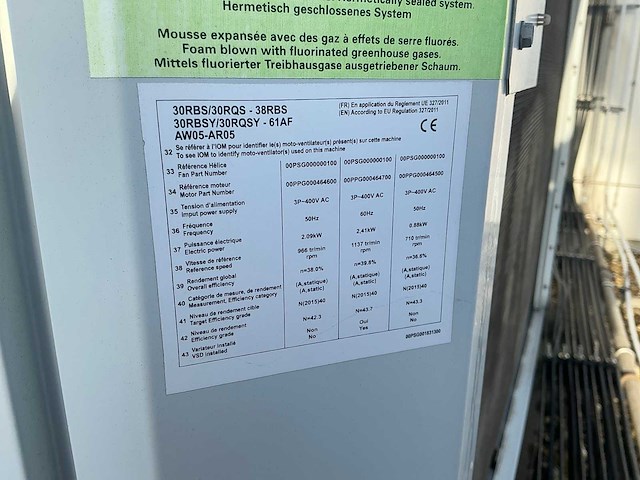 Hermetically sealed system.
Hermetisch geschlossenes System
Mousse expansée avec des gaz à éffets de serre fluorés.
Foam blown with fluorinated greenhouse gases.
Mittels fluorierter Treibhausgase ausgetriebener Schaum.
30RBS/30RQS - 38RBS
30RBSY/30RQSY - 61AF
AW05-AR05
(FR) En application du Reglement UE 327/2011
(EN) According to EU Regulation 327/2011
CE
32 Se référer à l'IOM pour identifier le(s) moto-ventilateur(s) présent(s) sur cette machine
To see IOM to identify motor-ventilator(s) used on this machine
33 Référence Hélice
Fan Part Number
00PSG000000100 00PSG000000100 00PSG000000100
34 Référence moteur
Motor Part Number
00PPG000464600 00PPG000464700 00PPG000464500
35 Tension d'alimentation
Imput power supply
3P~400V AC 3P~400V AC 3P~400V AC
36 Fréquence
Frequency
50Hz 60Hz 50Hz
37 Puissance électrique
Electric power
2.09kW 2.41kW 0.88kW
38 Vitesse de référence
Reference speed
966 tr/min 1137 tr/min 710 tr/min
rpm rpm rpm
39 Rendement global
Overall efficiency
n=38.0% n=39.6% n=36.6%
40 Catégorie de mesure, de rendement
Measurement, Efficiency category
(A,statique) (A,statique) (A,statique)
(A,static) (A,static) (A,static)
41 Niveau de rendement cible
Target Efficiency grade
N(2015)40 N(2015)40 N(2015)40
42 Niveau de rendement
Efficiency grade
N=42.3 N=43.7 N=43.3
43 Variateur installé
VSD installed
Non Oui Non
No Yes No
00PSG001831300